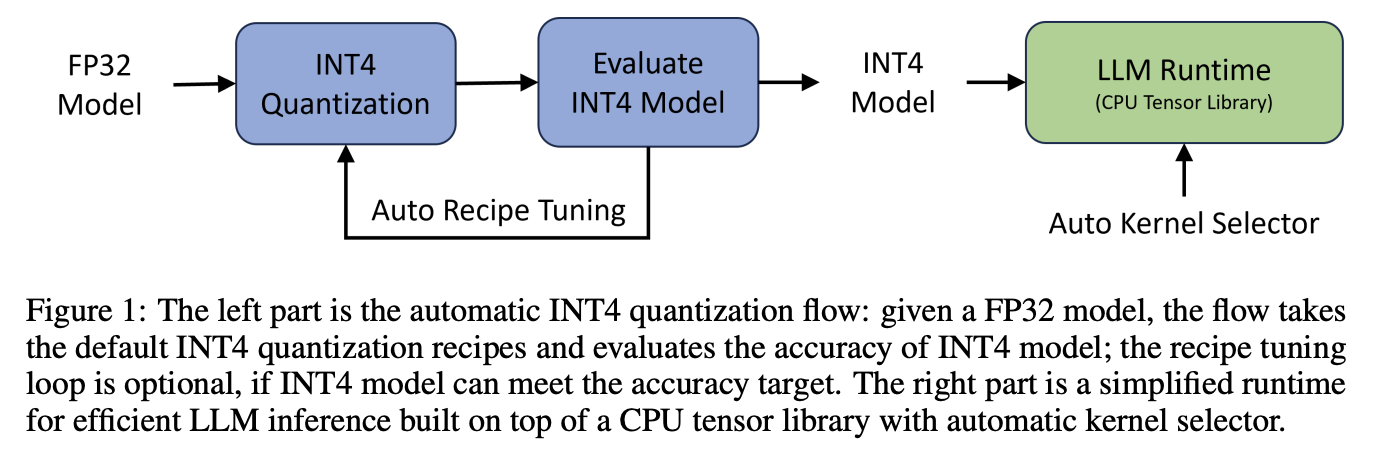 FP32
Model
INT4
Quantization
Evaluate
INT4 Model
INT4
Model
LLM Runtime
(CPU Tensor Library)
Auto Recipe Tuning
Auto Kernel Selector
Figure 1: The left part is the automatic INT4 quantization flow: given a FP32 model, the flow takes
the default INT4 quantization recipes and evaluates the accuracy of INT4 model; the recipe tuning
loop is optional, if INT4 model can meet the accuracy target. The right part is a simplified runtime
for efficient LLM inference built on top of a CPU tensor library with automatic kernel selector.